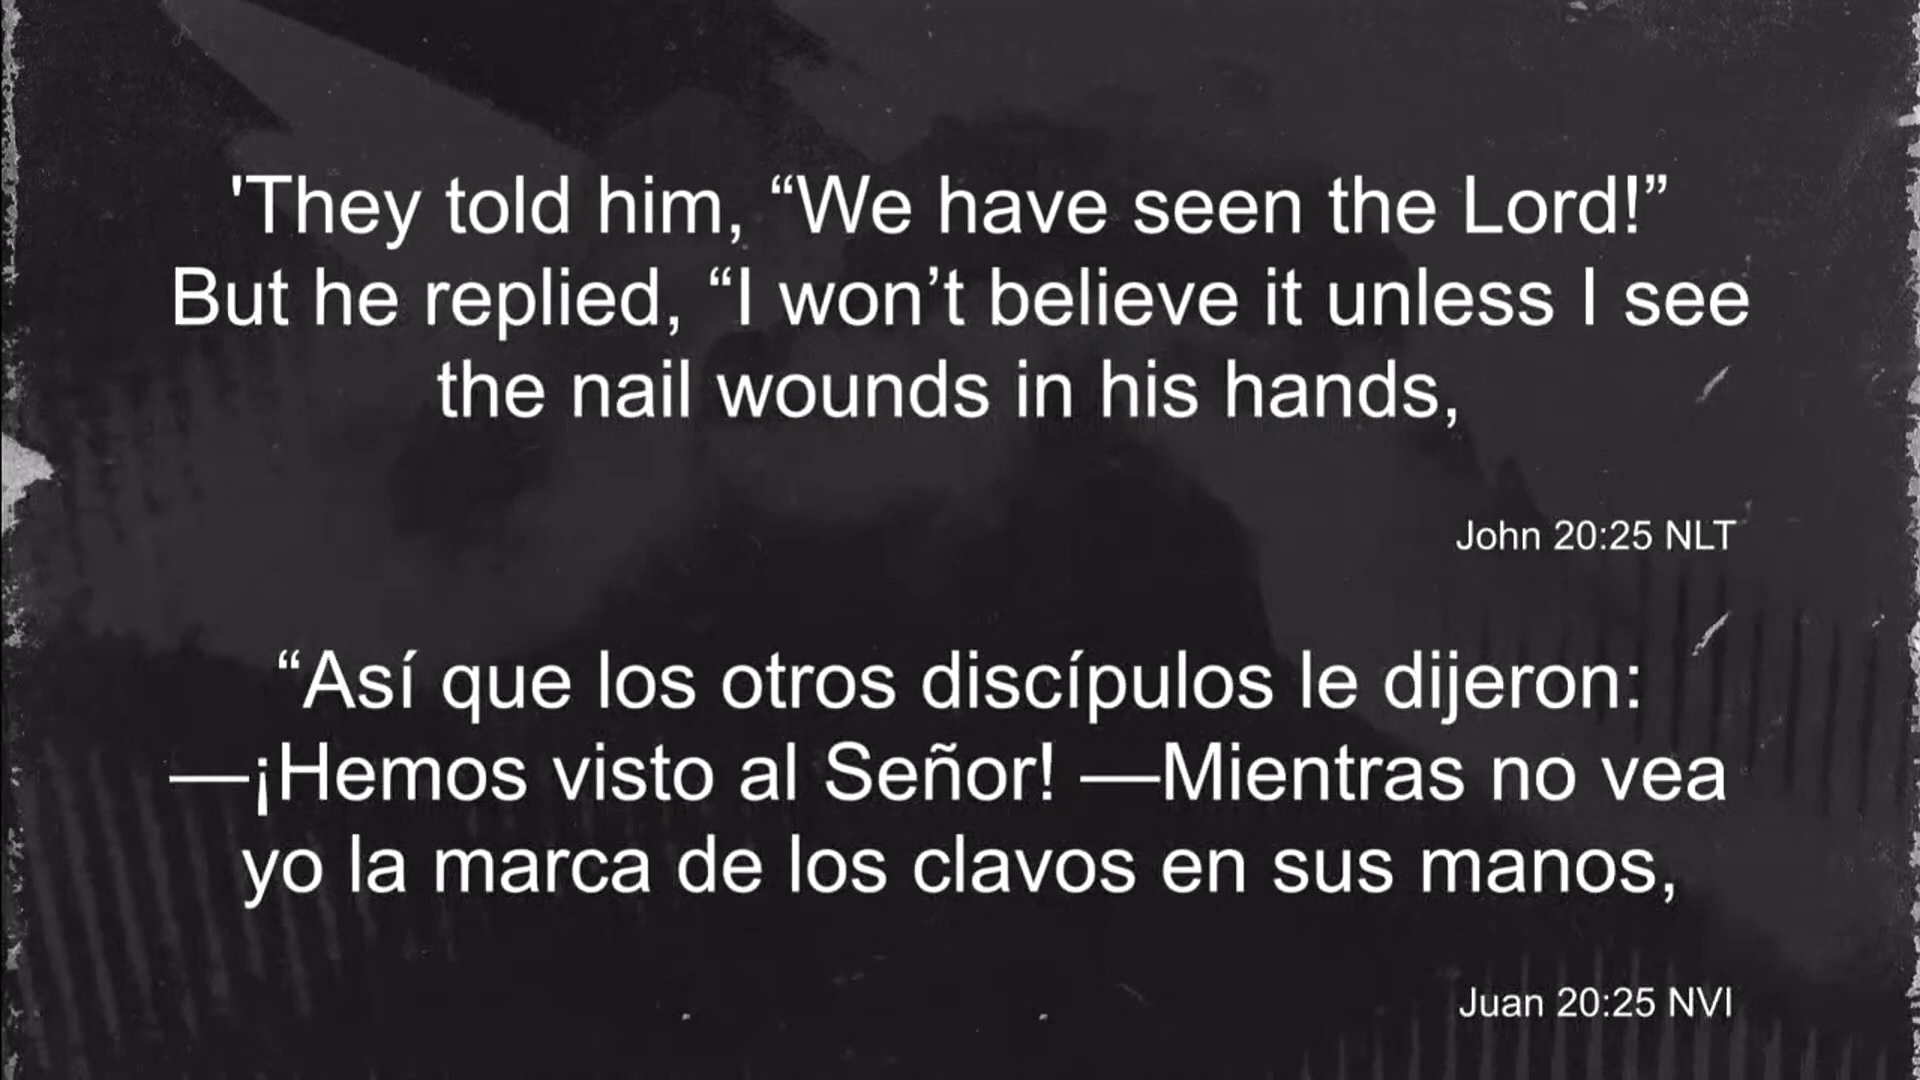 'They told him, “We have seen the Lord!”
But he replied, “I won’t believe it unless I see
the nail wounds in his hands,
John 20:25 NLT
“Así que los otros discípulos le dijeron:
—¡Hemos visto al Señor! —Mientras no vea
yo la marca de los clavos en sus manos,
Juan 20:25 NVI